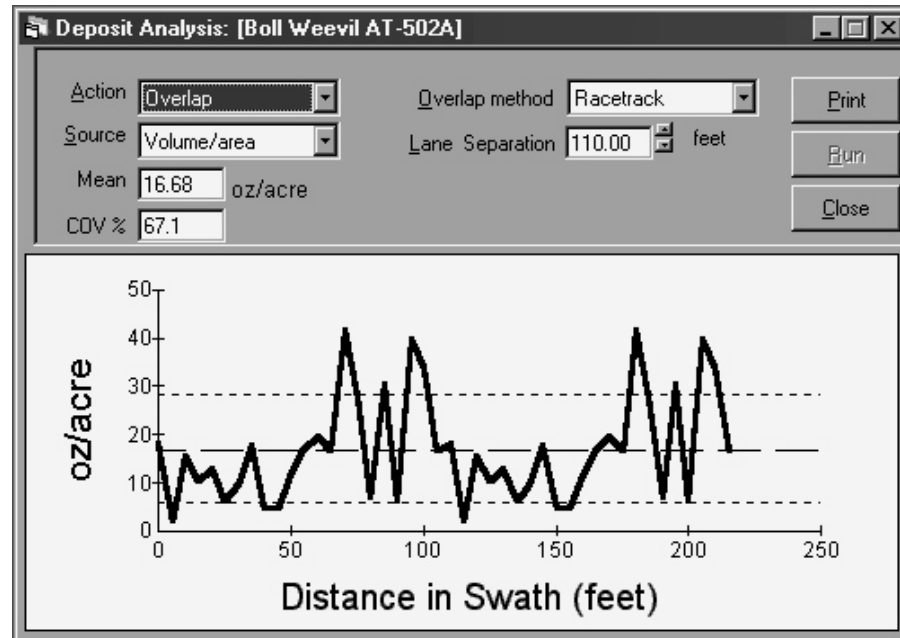 Deposit Analysis: [Boll Weevil AT-502A]
Action Overlap
Overlap method Racetrack
Print
Source Volume/area
Lane Separation 110.00 feet
Run
Mean 16.68 oz/acre
Close
COV % 67.1
50
40
30
20
10
0
oz/acre
0 50 100 150 200 250
Distance in Swath (feet)